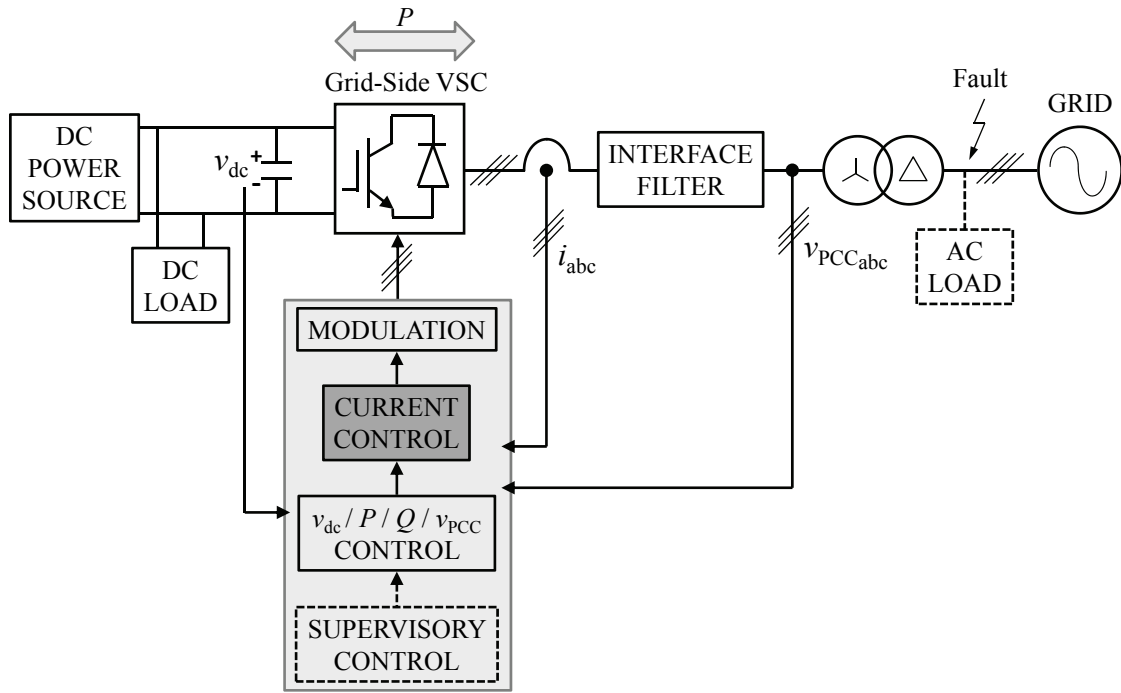 P
Grid-Side VSC
Fault
GRID
DC
POWER
SOURCE
v_dc
+
-
INTERFACE
FILTER
DC
LOAD
i_abc
v_PCC_abc
AC
LOAD
MODULATION
CURRENT
CONTROL
v_dc / P / Q / v_PCC
CONTROL
SUPERVISORY
CONTROL